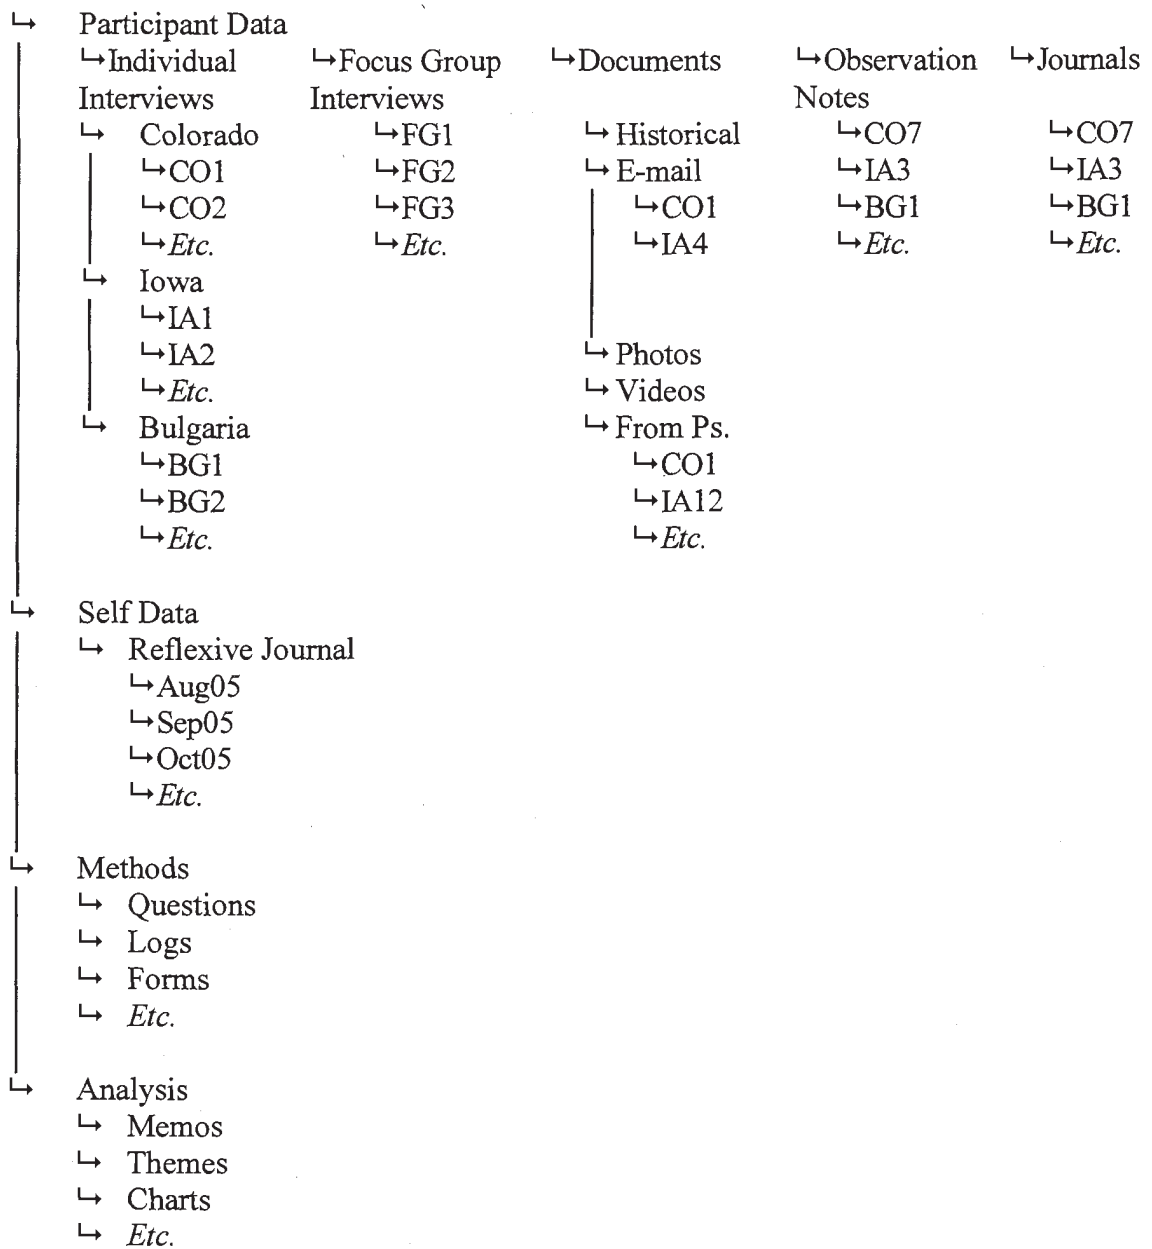 ↳ Participant Data
↳Individual Interviews ↳Focus Group Interviews ↳Documents ↳Observation Notes ↳Journals
↳ Colorado ↳FG1 ↳Historical ↳CO7 ↳CO7
↳CO1 ↳FG2 ↳E-mail ↳IA3 ↳IA3
↳CO2 ↳FG3 ↳CO1 ↳BG1 ↳BG1
↳Etc. ↳Etc. ↳IA4 ↳Etc. ↳Etc.
↳ Iowa
↳IA1
↳IA2 ↳Photos
↳Etc. ↳Videos
↳ Bulgaria ↳From Ps.
↳BG1 ↳CO1
↳BG2 ↳IA12
↳Etc. ↳Etc.
↳ Self Data
↳ Reflexive Journal
↳Aug05
↳Sep05
↳Oct05
↳Etc.
↳ Methods
↳ Questions
↳ Logs
↳ Forms
↳ Etc.
↳ Analysis
↳ Memos
↳ Themes
↳ Charts
↳ Etc.